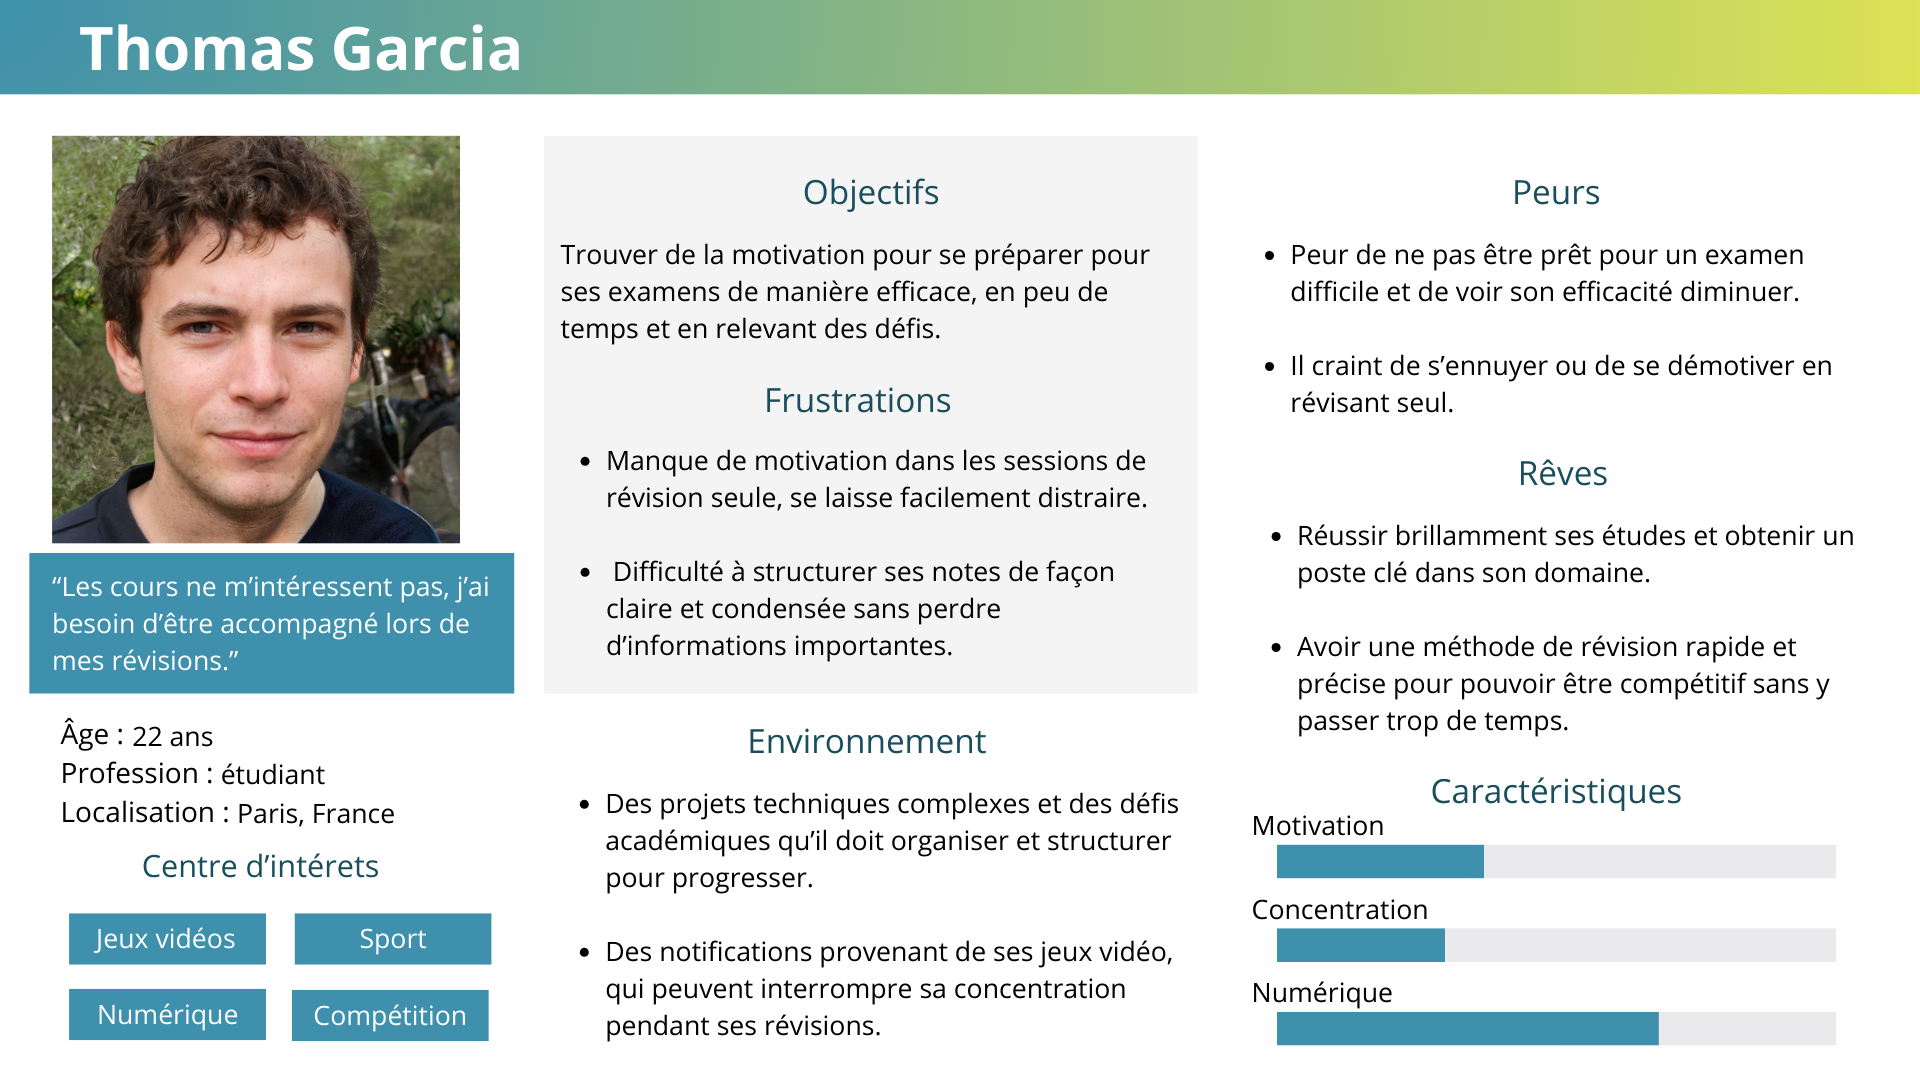 Thomas Garcia
“Les cours ne m’intéressent pas, j’ai
besoin d’être accompagné lors de
mes révisions.”
Âge : 22 ans
Profession : étudiant
Localisation : Paris, France
Centre d’intérets
Jeux vidéos
Sport
Numérique
Compétition
Objectifs
Trouver de la motivation pour se préparer pour
ses examens de manière efficace, en peu de
temps et en relevant des défis.
Frustrations
• Manque de motivation dans les sessions de
révision seule, se laisse facilement distraire.
• Difficulté à structurer ses notes de façon
claire et condensée sans perdre
d’informations importantes.
Environnement
• Des projets techniques complexes et des défis
académiques qu’il doit organiser et structurer
pour progresser.
• Des notifications provenant de ses jeux vidéo,
qui peuvent interrompre sa concentration
pendant ses révisions.
Peurs
• Peur de ne pas être prêt pour un examen
difficile et de voir son efficacité diminuer.
• Il craint de s’ennuyer ou de se démotiver en
révisant seul.
Rêves
• Réussir brillamment ses études et obtenir un
poste clé dans son domaine.
• Avoir une méthode de révision rapide et
précise pour pouvoir être compétitif sans y
passer trop de temps.
Caractéristiques
Motivation
Concentration
Numérique